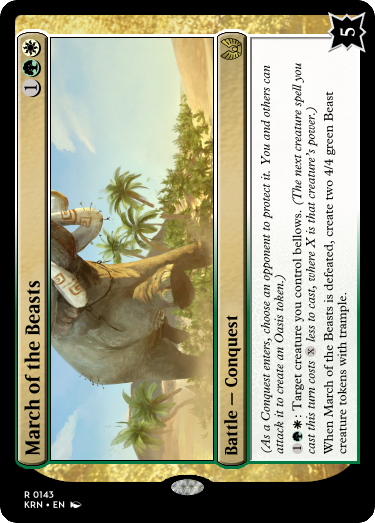 March of the Beasts
1
Battle — Conquest
(As a Conquest enters, choose an opponent to protect it. You and others can
attack it to create an Oasis token.)
1: Target creature you control bellows. (The next creature spell you
cast this turn costs X less to cast, where X is that creature's power.)
When March of the Beasts is defeated, create two 4/4 green Beast
creature tokens with trample.
5
R 0143
KRN • EN